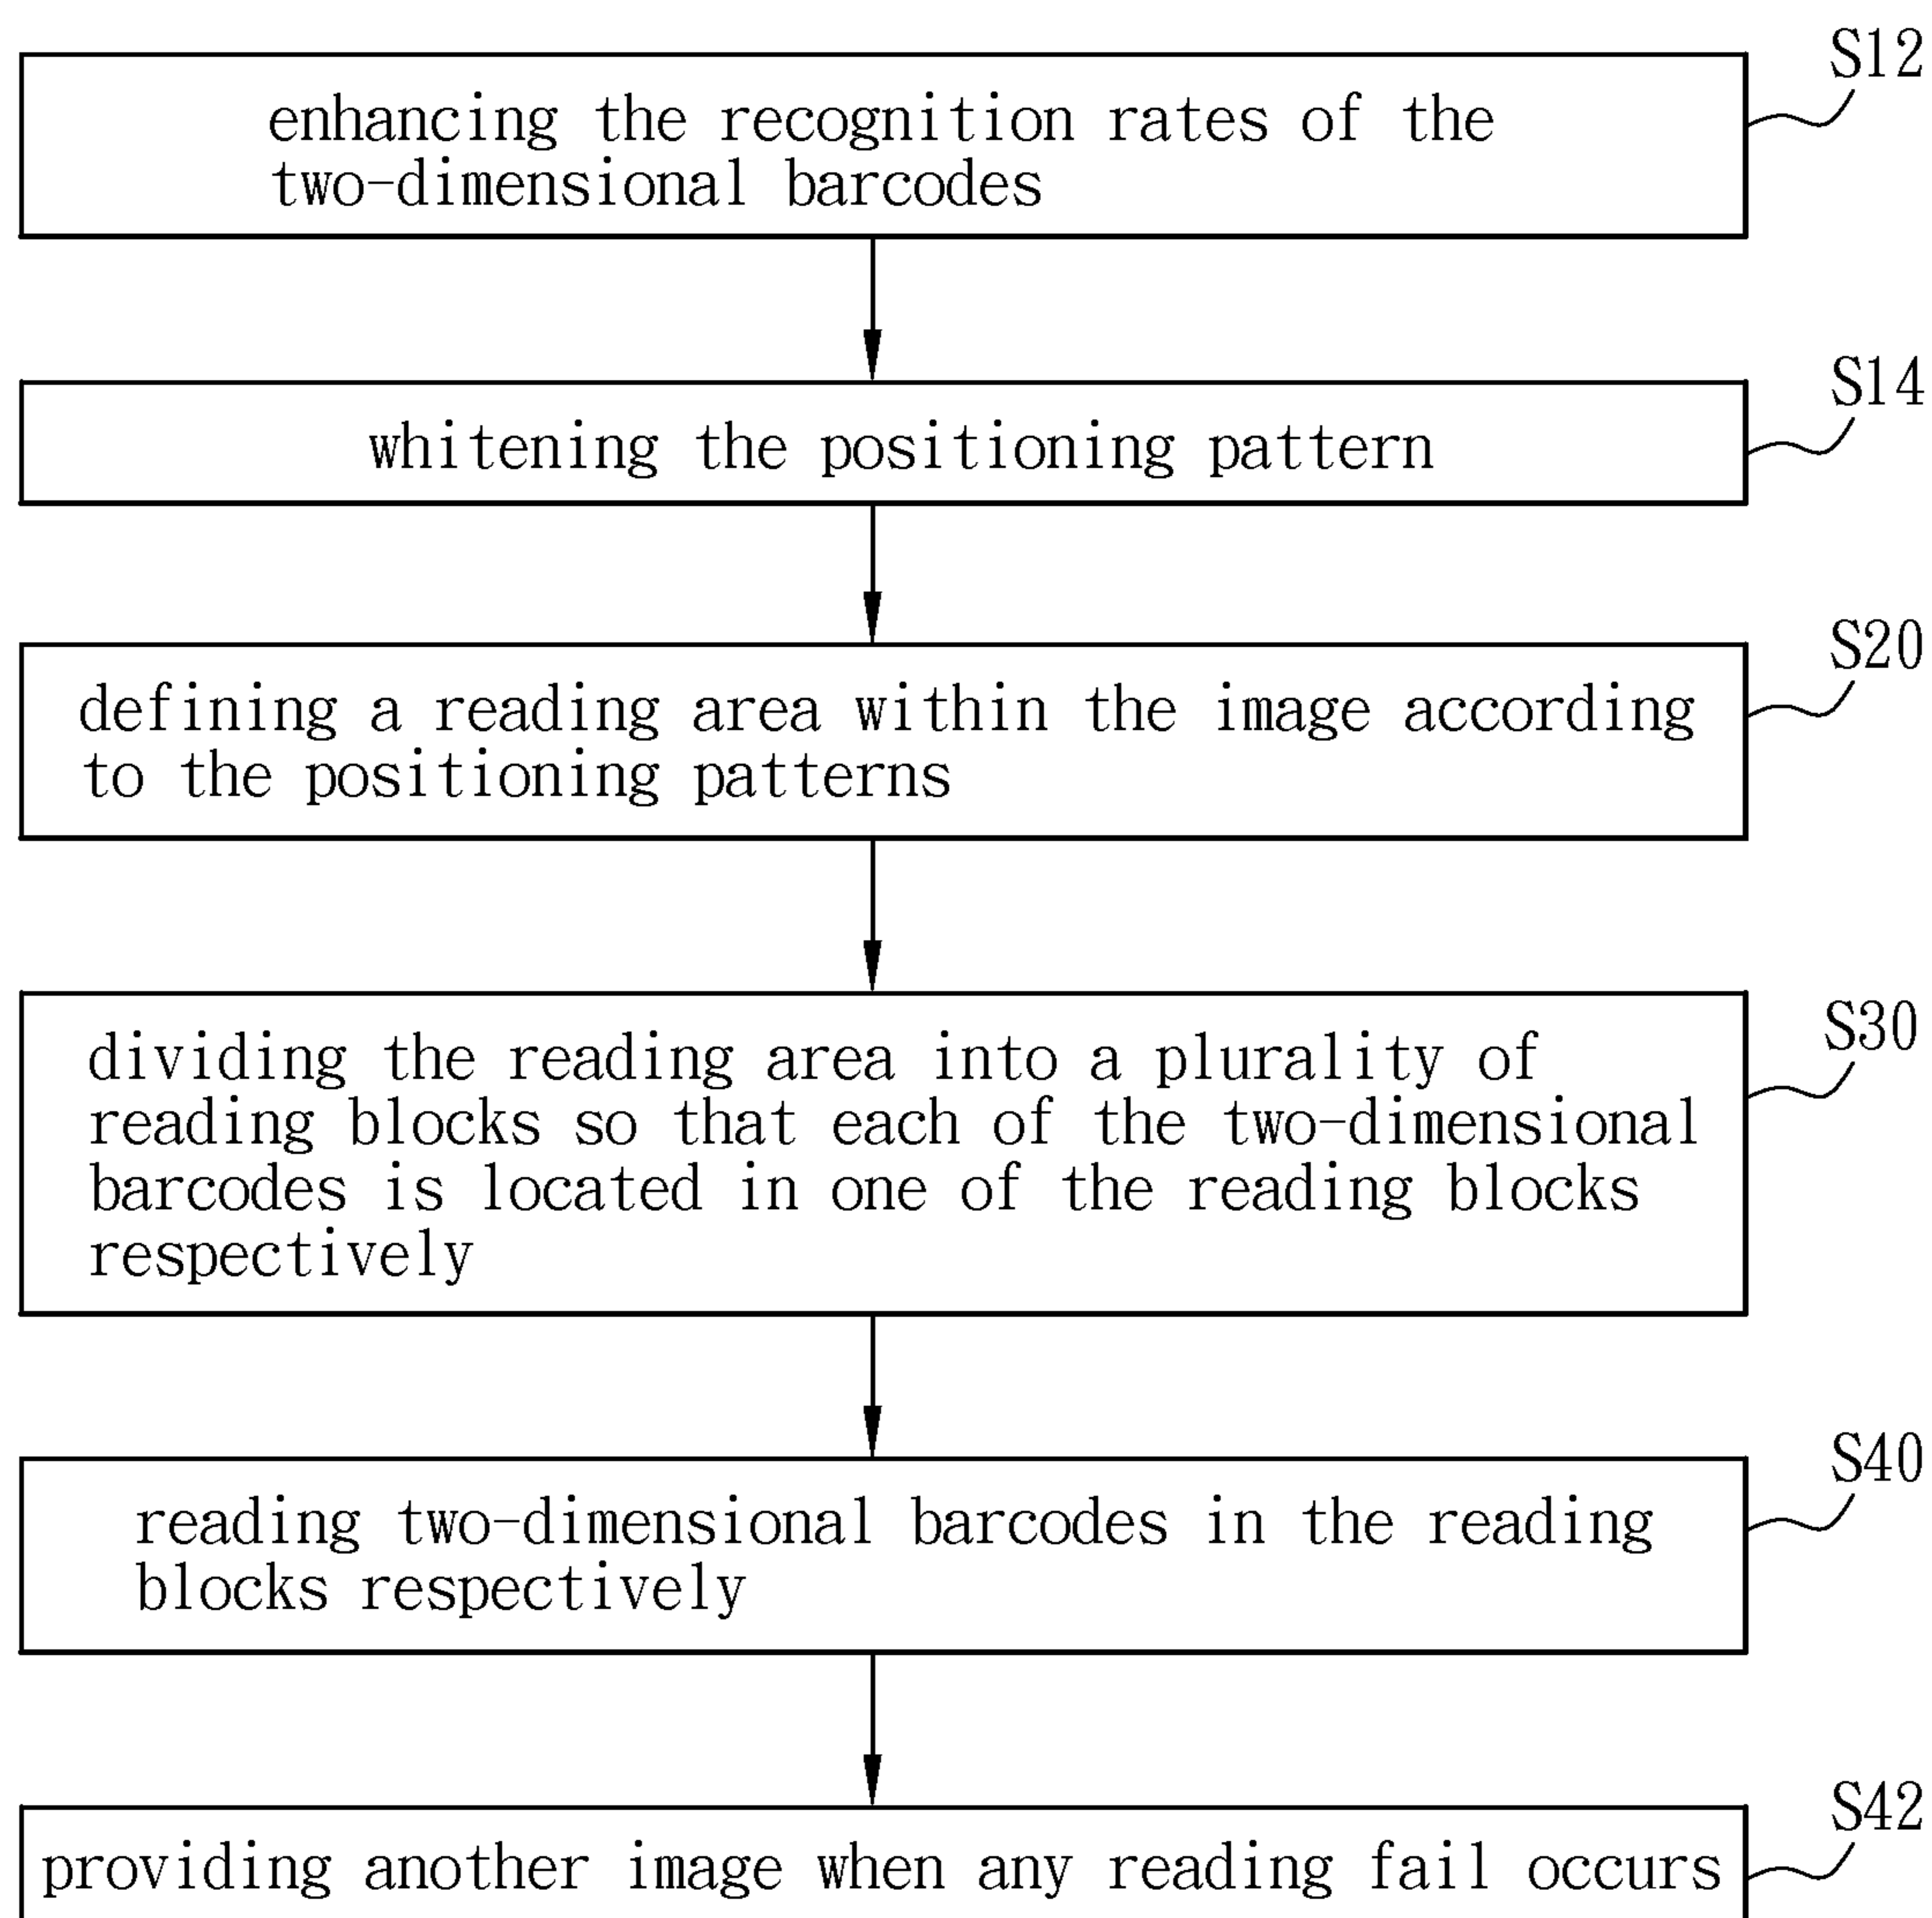 S12
enhancing the recognition rates of the
two-dimensional barcodes
S14
whitening the positioning pattern
S20
defining a reading area within the image according
to the positioning patterns
S30
dividing the reading area into a plurality of
reading blocks so that each of the two-dimensional
barcodes is located in one of the reading blocks
respectively
S40
reading two-dimensional barcodes in the reading
blocks respectively
S42
providing another image when any reading fail occurs